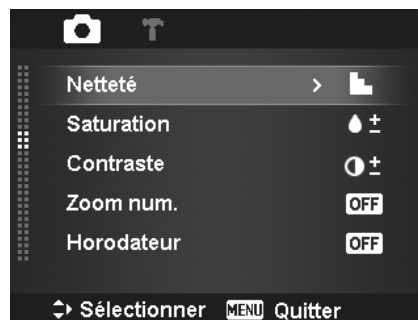 Netteté
Saturation
Contraste
Zoom num. OFF
Horodateur OFF
Sélectionner MENU Quitter